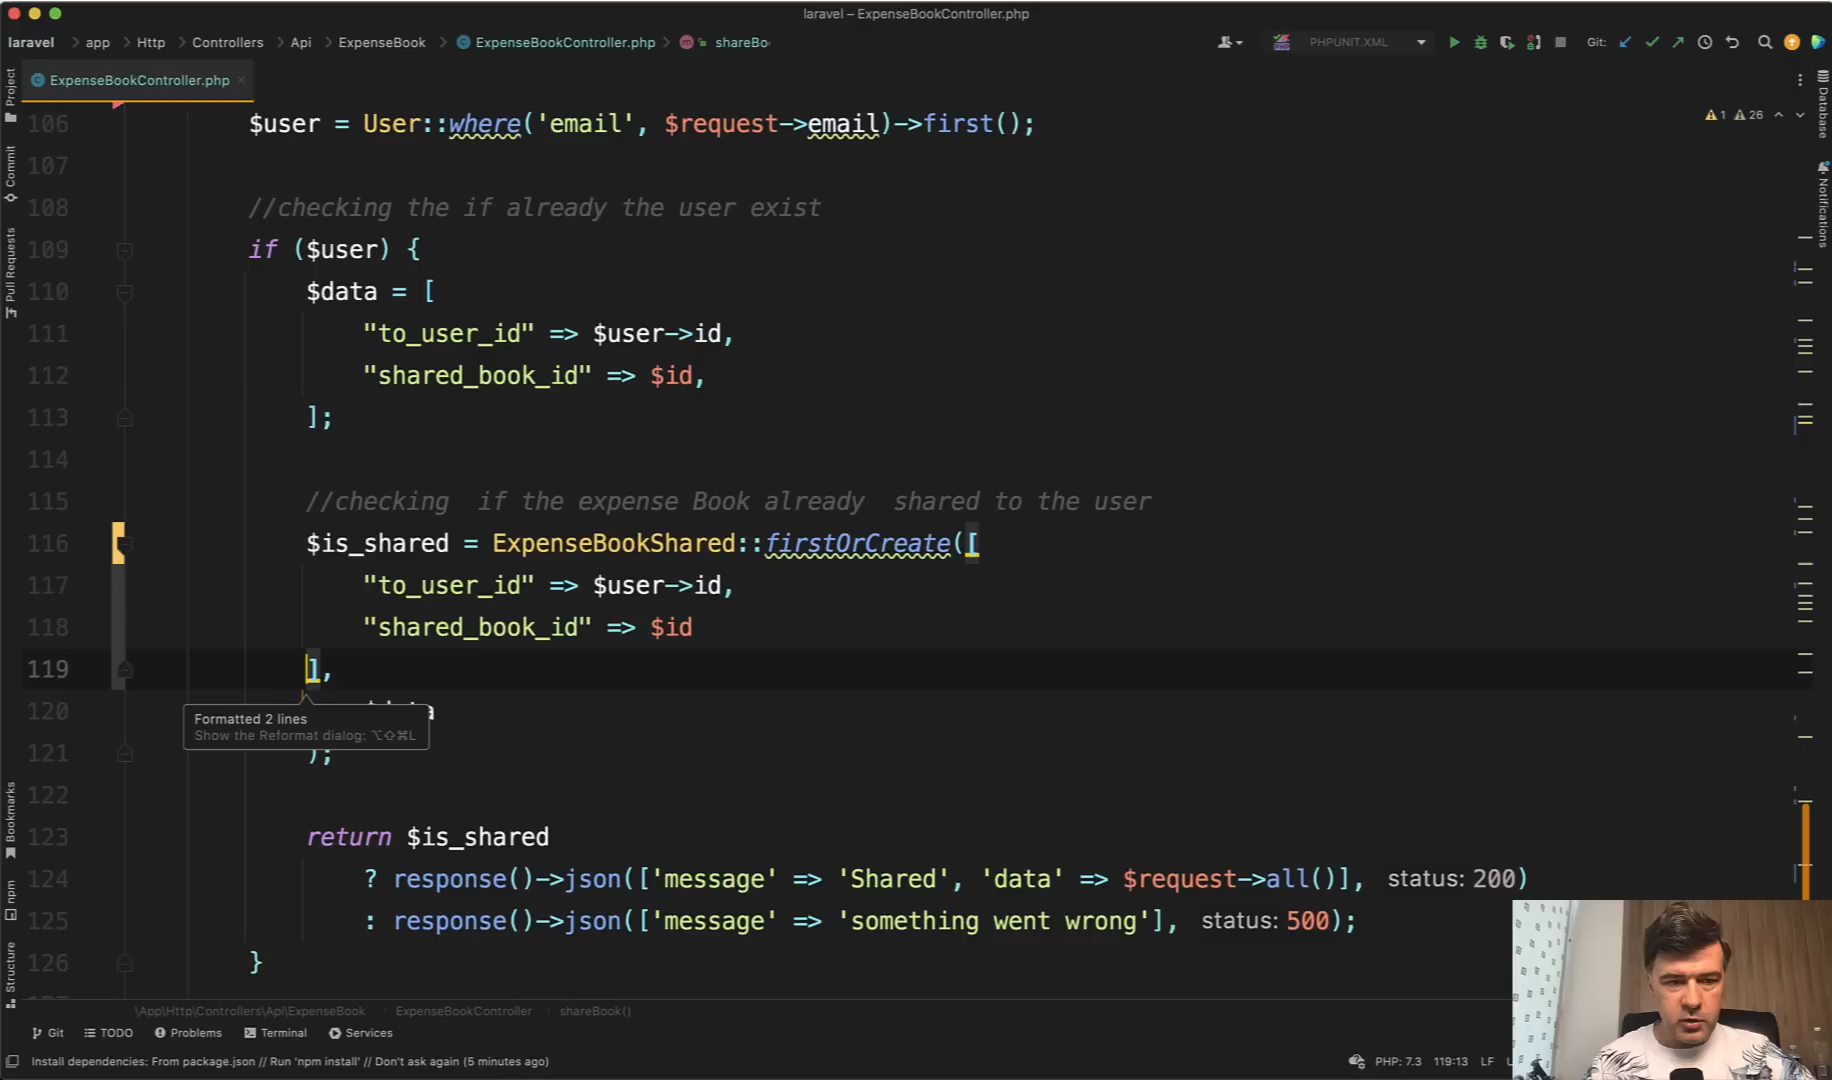 laravel – ExpenseBookController.php
laravel > app > Http > Controllers > Api > ExpenseBook > ExpenseBookController.php > shareBo
PHPUNIT.XML
Git:
ExpenseBookController.php
Project
Commit
Pull Requests
Bookmarks
npm
Structure
Database
Notifications
1 26
106 $user = User::where('email', $request->email)->first();
107
108 //checking the if already the user exist
109 if ($user) {
110 $data = [
111 "to_user_id" => $user->id,
112 "shared_book_id" => $id,
113 ];
114
115 //checking  if the expense Book already  shared to the user
116 $is_shared = ExpenseBookShared::firstOrCreate([
117 "to_user_id" => $user->id,
118 "shared_book_id" => $id
119 ],
120
Formatted 2 lines
Show the Reformat dialog: ⌥⇧⌘L
121 );
122
123 return $is_shared
124 ? response()->json(['message' => 'Shared', 'data' => $request->all()], status: 200)
125 : response()->json(['message' => 'something went wrong'], status: 500);
126 }
\App\Http\Controllers\Api\ExpenseBook ExpenseBookController shareBook()
Git TODO Problems Terminal Services
Install dependencies: From package.json // Run 'npm install' // Don't ask again (5 minutes ago)
PHP: 7.3 119:13 LF